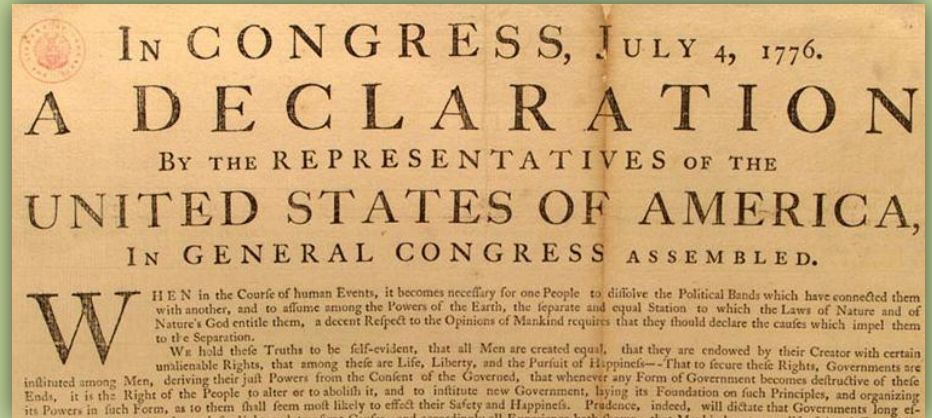 In CONGRESS, July 4, 1776.
A DECLARATION
By the REPRESENTATIVES of the
UNITED STATES OF AMERICA,
In GENERAL CONGRESS assembled.
WHEN in the Courſe of human Events, it becomes neceſſary for one People to diſſolve the Political Bands which have connected them
with another, and to aſſume among the Powers of the Earth, the ſeparate and equal Station to which the Laws of Nature and of
Nature's God entitle them, a decent Reſpect to the Opinions of Mankind requires that they ſhould declare the cauſes which impel them
to the Separation.
We hold theſe Truths to be ſelf-evident, that all Men are created equal, that they are endowed by their Creator with certain
unalienable Rights, that among theſe are Life, Liberty, and the Purſuit of Happineſs--That to ſecure theſe Rights, Governments are
inſtituted among Men, deriving their juſt Powers from the Conſent of the Governed, that whenever any Form of Government becomes deſtructive of theſe
Ends, it is the Right of the People to alter or to aboliſh it, and to inſtitute new Government, laying its Foundation on ſuch Principles, and organizing
its Powers in ſuch Form, as to them ſhall ſeem moſt likely to effect their Safety and Happineſs. Prudence, indeed, will dictate that Governments long eſ-